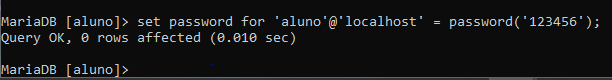 MariaDB [aluno]> set password for 'aluno'@'localhost' = password('123456');
Query OK, 0 rows affected (0.010 sec)
MariaDB [aluno]>